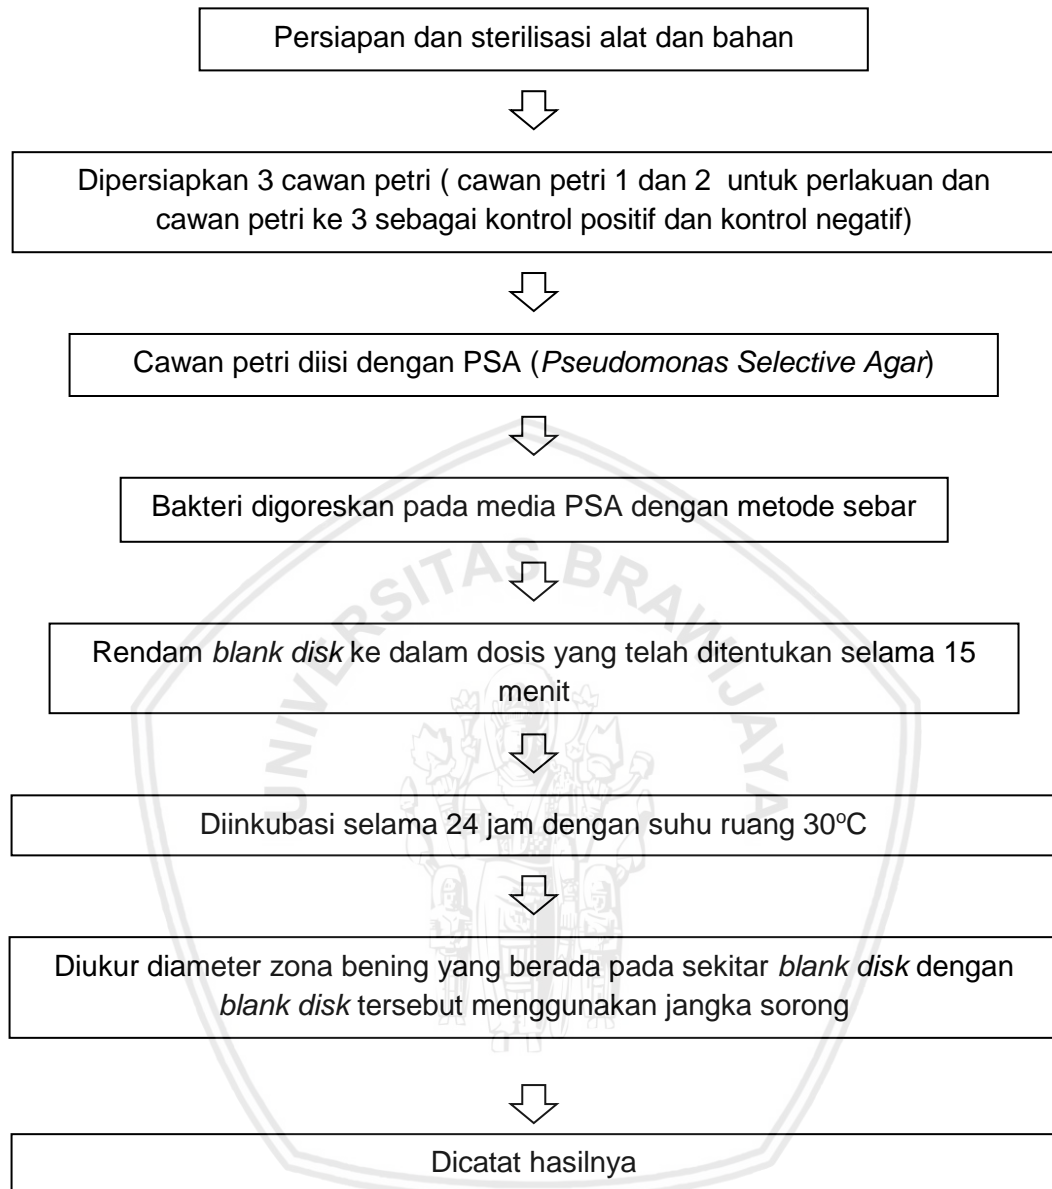 Persiapan dan sterilisasi alat dan bahan
Dipersiapkan 3 cawan petri ( cawan petri 1 dan 2 untuk perlakuan dan
cawan petri ke 3 sebagai kontrol positif dan kontrol negatif)
Cawan petri diisi dengan PSA (Pseudomonas Selective Agar)
Bakteri digoreskan pada media PSA dengan metode sebar
UNIVERSITAS BRAWIJAYA
Rendam blank disk ke dalam dosis yang telah ditentukan selama 15
menit
Diinkubasi selama 24 jam dengan suhu ruang 30°C
Diukur diameter zona bening yang berada pada sekitar blank disk dengan
blank disk tersebut menggunakan jangka sorong
Dicatat hasilnya